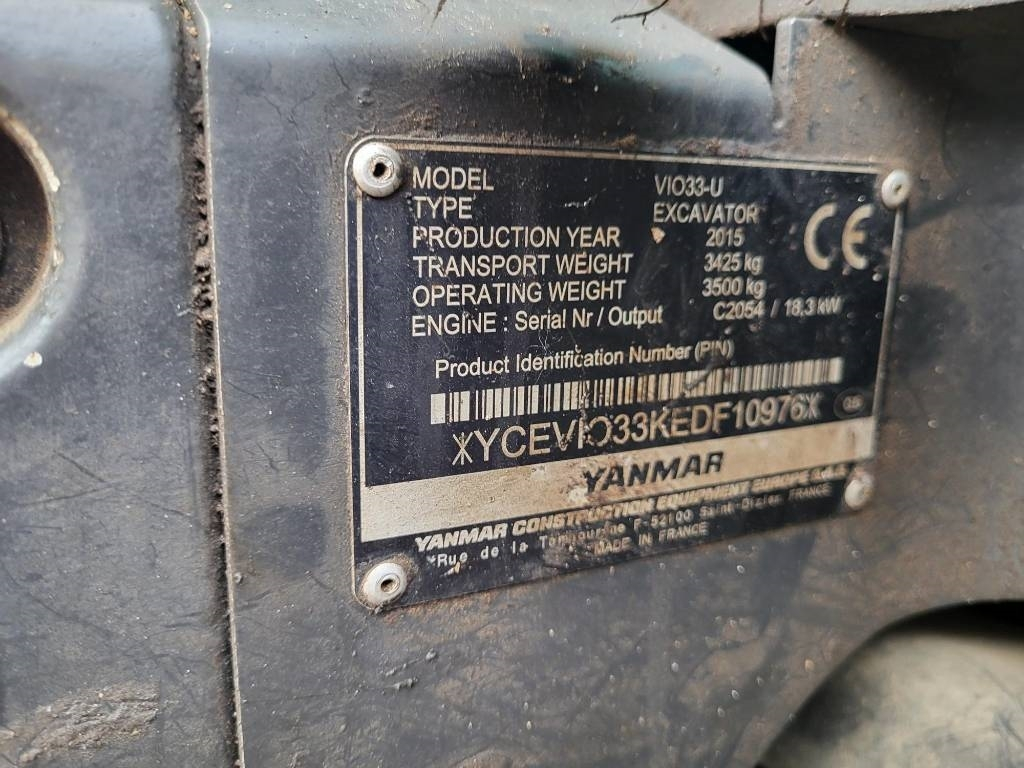 MODEL VIO33-U
TYPE EXCAVATOR
PRODUCTION YEAR 2015
TRANSPORT WEIGHT 3425 kg
OPERATING WEIGHT 3500 kg
ENGINE : Serial Nr / Output C2054 / 18,3 kW
CE
Product Identification Number (PIN)
*YCEVIO33KEDF10976*
YANMAR
YANMAR CONSTRUCTION EQUIPMENT EUROPE S.A.S.
*Rue de la F-52100 Saint-Dizier FRANCE
MADE IN FRANCE